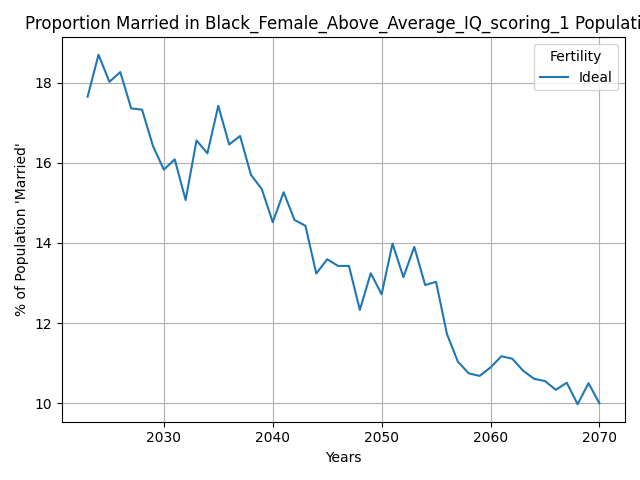 Proportion Married in Black_Female_Above_Average_IQ_scoring_1 Populati
Fertility
Ideal
% of Population 'Married'
18
16
14
12
10
2030 2040 2050 2060 2070
Years